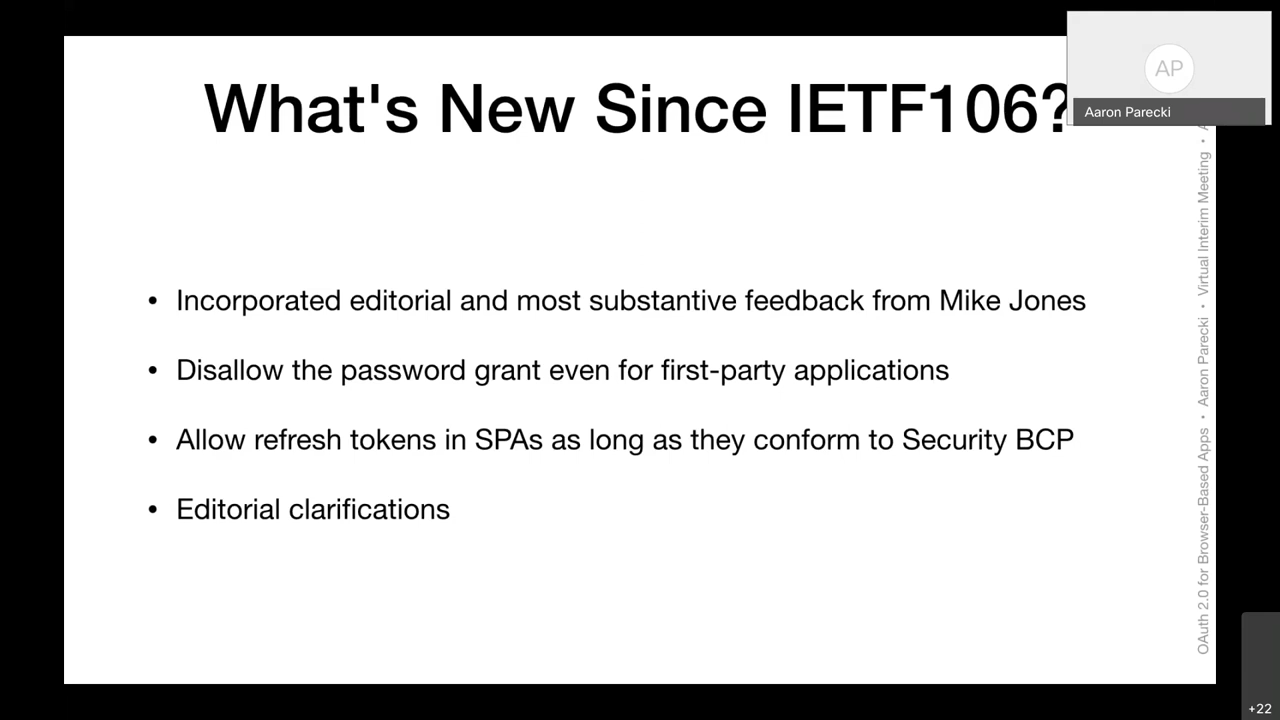 What's New Since IETF106?
AP
Aaron Parecki
• Incorporated editorial and most substantive feedback from Mike Jones
• Disallow the password grant even for first-party applications
• Allow refresh tokens in SPAs as long as they conform to Security BCP
• Editorial clarifications
OAuth 2.0 for Browser-Based Apps • Aaron Parecki • Virtual Interim Meeting •
+22